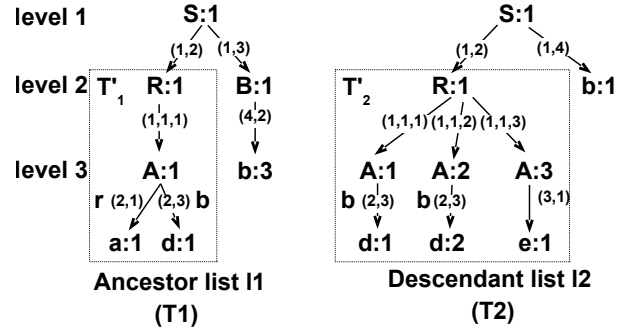 level 1 S:1 S:1
(1,2) (1,3) (1,2) (1,4)
level 2 T'1 R:1 B:1 T'2 R:1 b:1
(1,1,1) (4,2) (1,1,1) (1,1,2) (1,1,3)
level 3 A:1 b:3 A:1 A:2 A:3
r (2,1) (2,3) b b (2,3) b (2,3) (3,1)
a:1 d:1 d:1 d:2 e:1
Ancestor list l1 Descendant list l2
(T1) (T2)